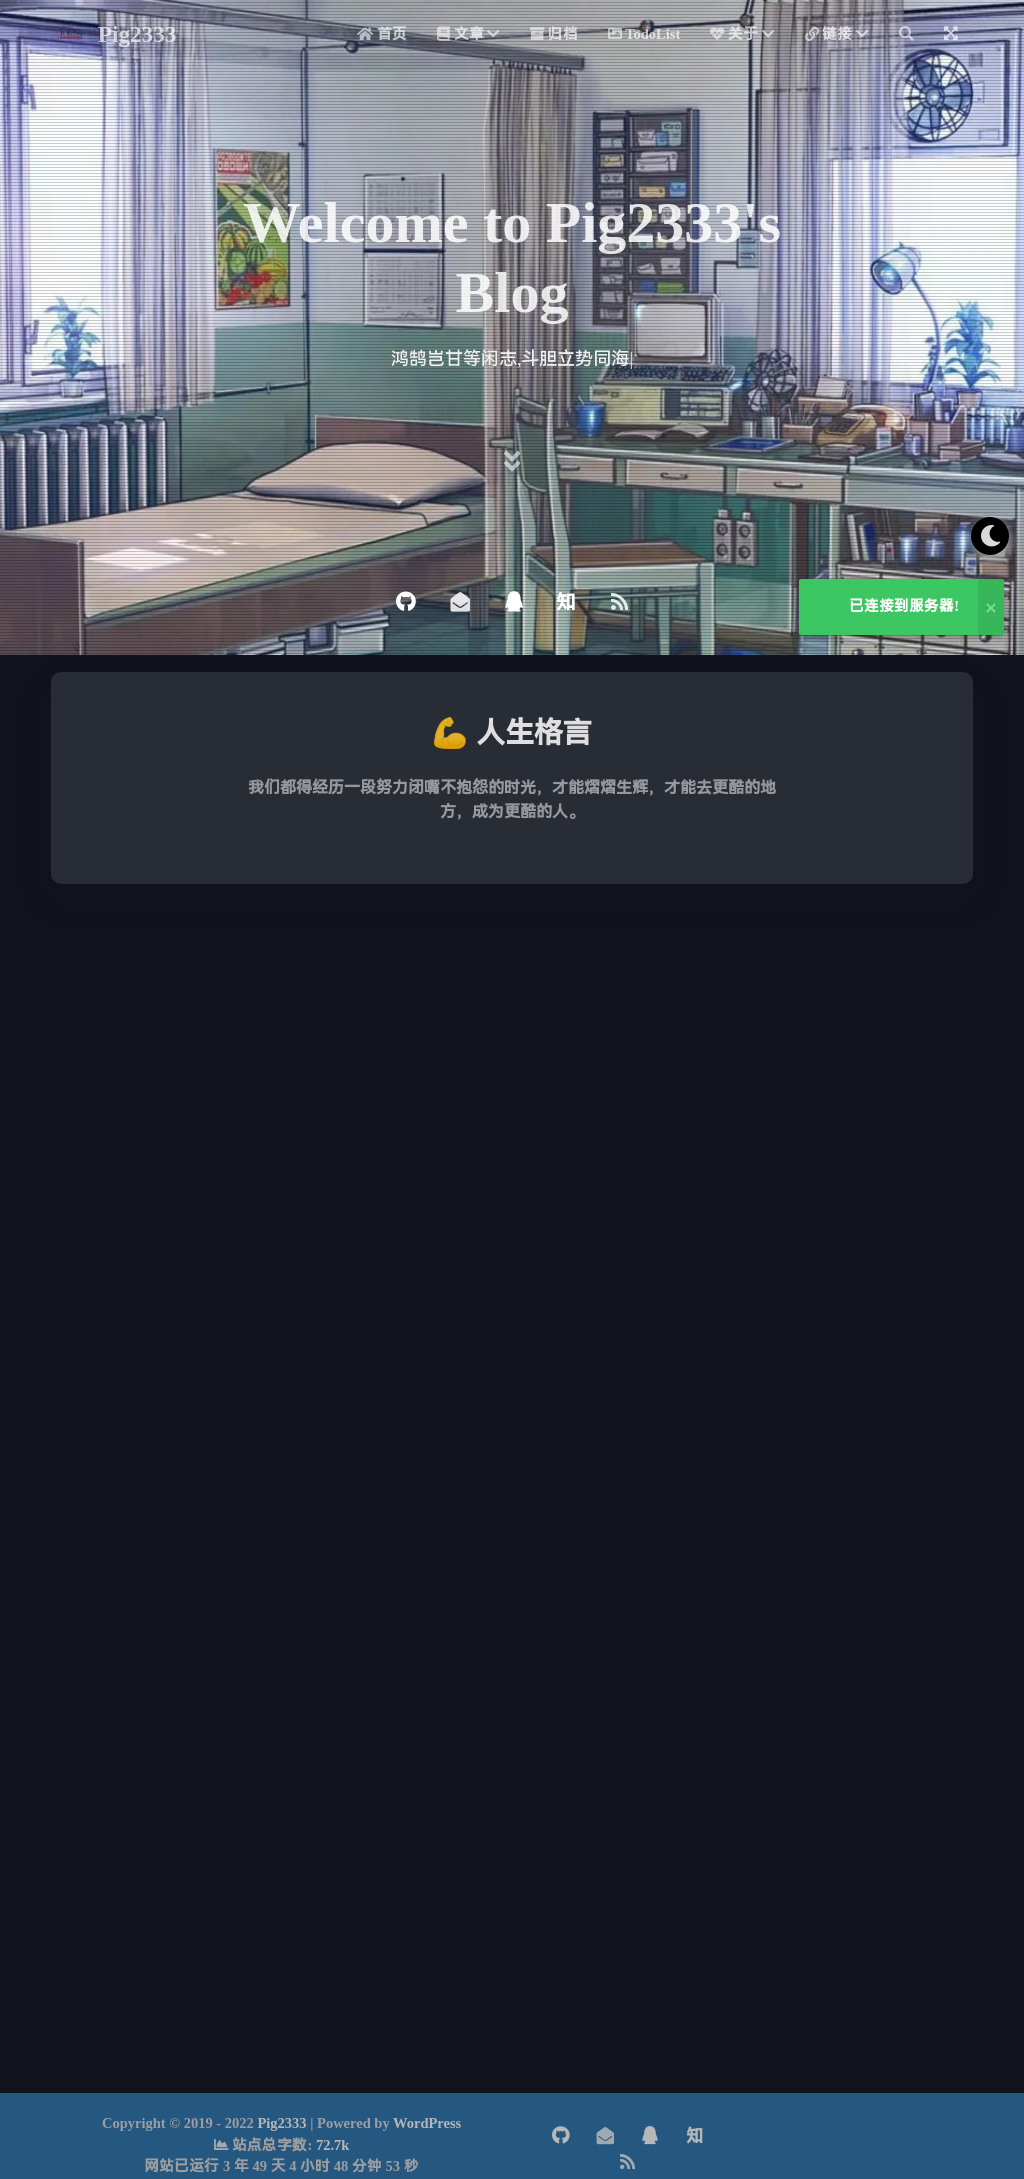 Pig2333 首页 文章 归档 TodoList 关于 链接
Welcome to Pig2333's
Blog
鸿鹄岂甘等闲志,斗胆立势同海|
知
已连接到服务器! ×
💪 人生格言
我们都得经历一段努力闭嘴不抱怨的时光，才能熠熠生辉，才能去更酷的地
方，成为更酷的人。
Copyright © 2019 - 2022 Pig2333 | Powered by WordPress
站点总字数: 72.7k
网站已运行 3 年 49 天 4 小时 48 分钟 53 秒
知